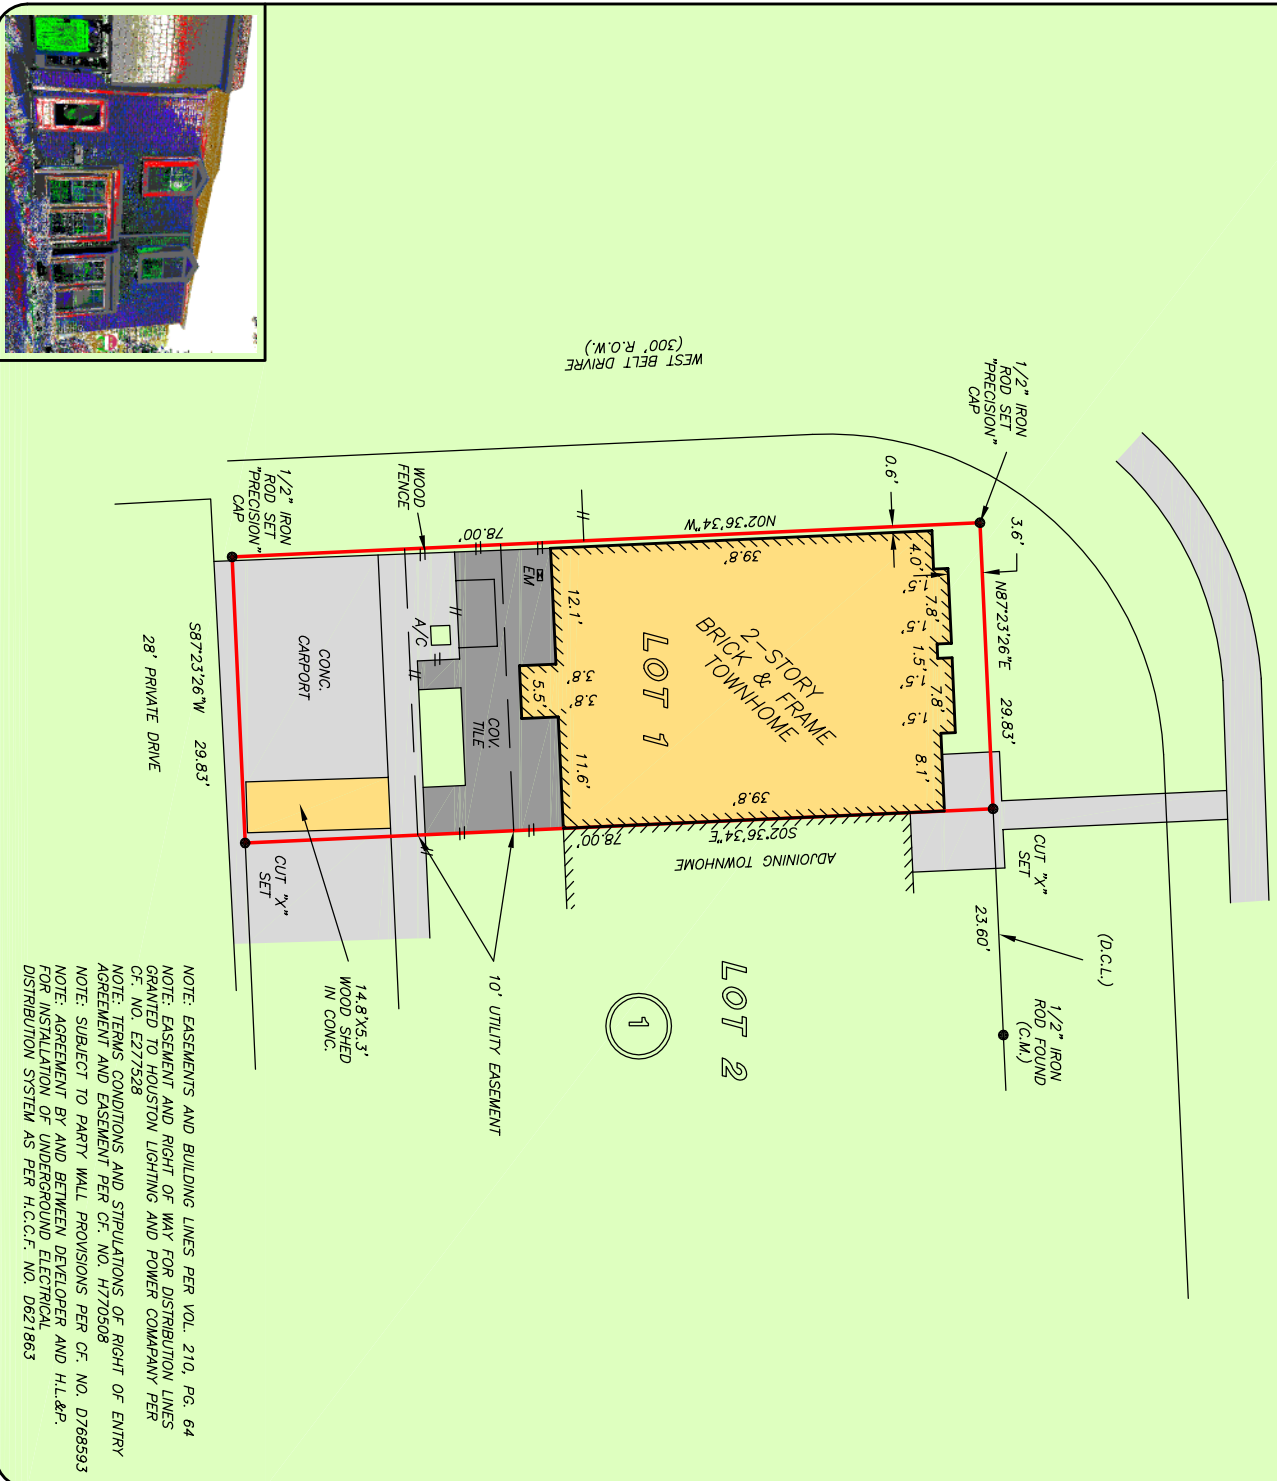 WEST BELT DRIVRE
(300' R.O.W.)
1/2" IRON
ROD SET
"PRECISION"
CAP
3.6'
N87°23'26"E 29.83'
0.6'
N02°36'34"W
78.00'
39.8'
4.0'
1.5'
7.8'
1.5'
1.5'
1.5'
7.8'
1.5'
8.1'
2-STORY
BRICK & FRAME
TOWNHOME
LOT 1
12.1'
3.8'
5.5'
3.8'
11.6'
39.8'
S02°36'34"E
78.00'
ADJOINING TOWNHOME
CUT "X"
SET
23.60'
(D.C.L.)
1/2" IRON
ROD FOUND
(C.M.)
LOT 2
1
WOOD
FENCE
EM
A/C
COV.
TILE
10' UTILITY EASEMENT
1/2" IRON
ROD SET
"PRECISION"
CAP
CONC.
CARPORT
CUT "X"
SET
14.8'X5.3'
WOOD SHED
IN CONC.
S87°23'26"W 29.83'
28' PRIVATE DRIVE
NOTE: EASEMENTS AND BUILDING LINES PER VOL. 210, PG. 64
NOTE: EASEMENT AND RIGHT OF WAY FOR DISTRIBUTION LINES
GRANTED TO HOUSTON LIGHTING AND POWER COMAPANY PER
CF. NO. E277528
NOTE: TERMS CONDITIONS AND STIPULATIONS OF RIGHT OF ENTRY
AGREEMENT AND EASEMENT PER CF. NO. H770508
NOTE: SUBJECT TO PARTY WALL PROVISIONS PER CF. NO. D768593
NOTE: AGREEMENT BY AND BETWEEN DEVELOPER AND H.L.&P.
FOR INSTALLATION OF UNDERGROUND ELECTRICAL
DISTRIBUTION SYSTEM AS PER H.C.C.F. NO. D621863